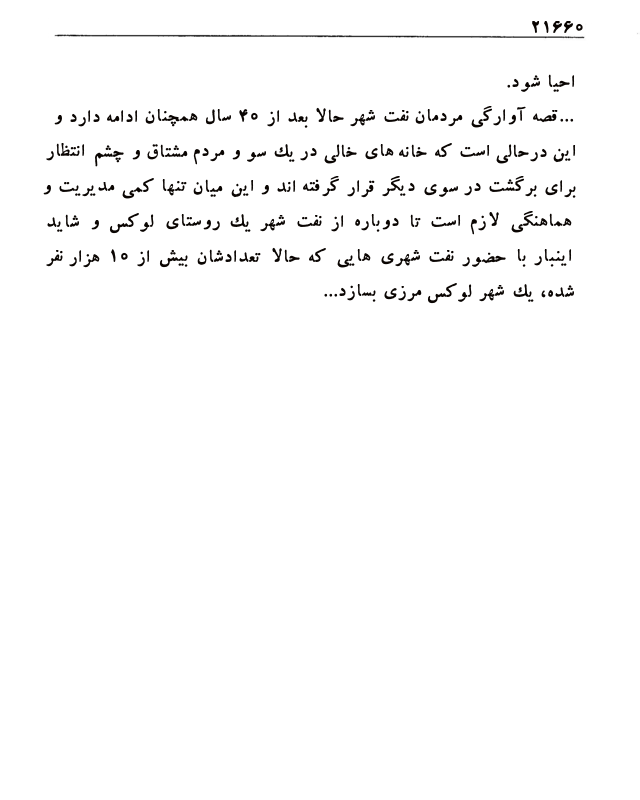 ۲۱۶۶۰
احیا شود.
...قصه آوارگی مردمان نفت شهر حالا بعد از ۴۰ سال همچنان ادامه دارد و
این درحالی است که خانه های خالی در یك سو و مردم مشتاق و چشم انتظار
برای برگشت در سوی دیگر قرار گرفته اند و این میان تنها کمی مدیریت و
هماهنگی لازم است تا دوباره از نفت شهر یك روستای لوکس و شاید
اینبار با حضور نفت شهری هایی که حالا تعدادشان بیش از ۱۰ هزار نفر
شده، یك شهر لوکس مرزی بسازد...